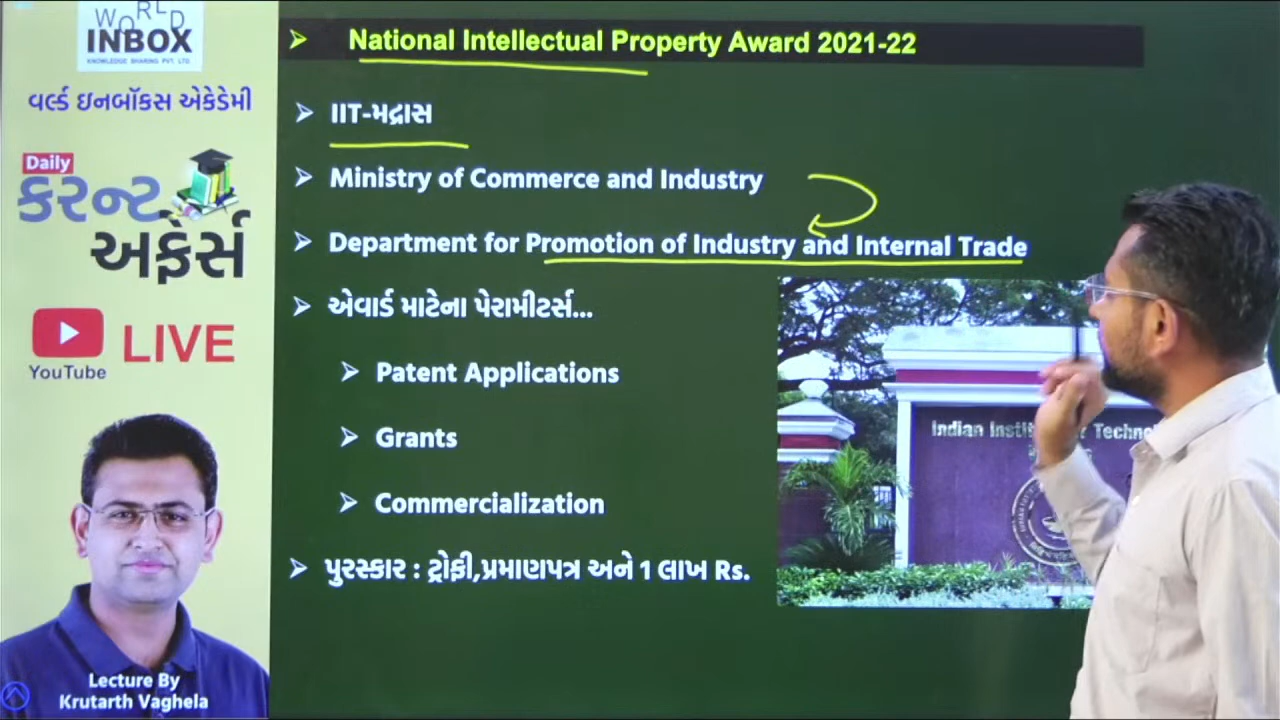 WORLD
INBOX
KNOWLEDGE SHARING PVT. LTD.
વર્લ્ડ ઇનબૉક્સ એકેડેમી
Daily
કરન્ટ
અફેર્સ
YouTube
LIVE
Lecture By
Krutarth Vaghela
National Intellectual Property Award 2021-22
IIT-મદ્રાસ
Ministry of Commerce and Industry
Department for Promotion of Industry and Internal Trade
એવાર્ડ માટેના પેરામીટર્સ...
Patent Applications
Grants
Commercialization
પુરસ્કાર : ટ્રોફી,પ્રમાણપત્ર અને 1 લાખ Rs.
Indian